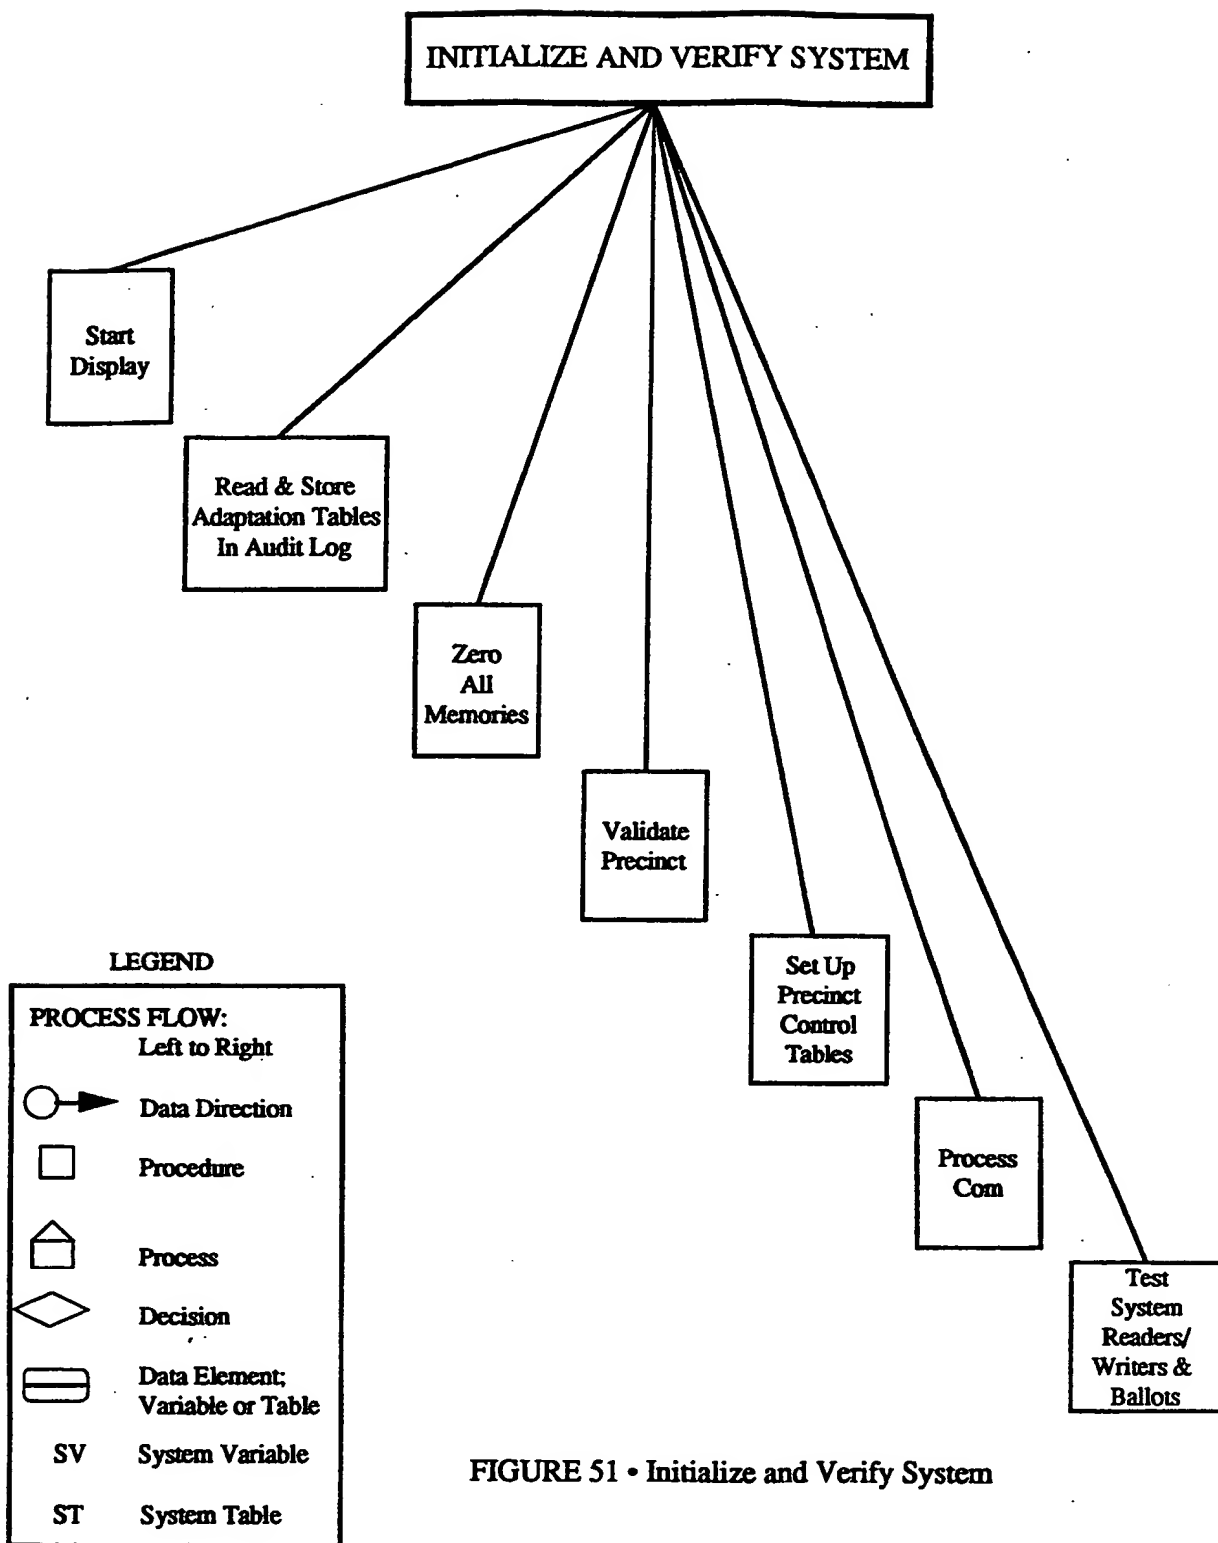 INITIALIZE AND VERIFY SYSTEM
Start
Display
Read & Store
Adaptation Tables
In Audit Log
Zero
All
Memories
Validate
Precinct
Set Up
Precinct
Control
Tables
Process
Com
Test
System
Readers/
Writers &
Ballots
LEGEND
PROCESS FLOW:
Left to Right
Data Direction
Procedure
Process
Decision
Data Element;
Variable or Table
SV System Variable
ST System Table
FIGURE 51 • Initialize and Verify System